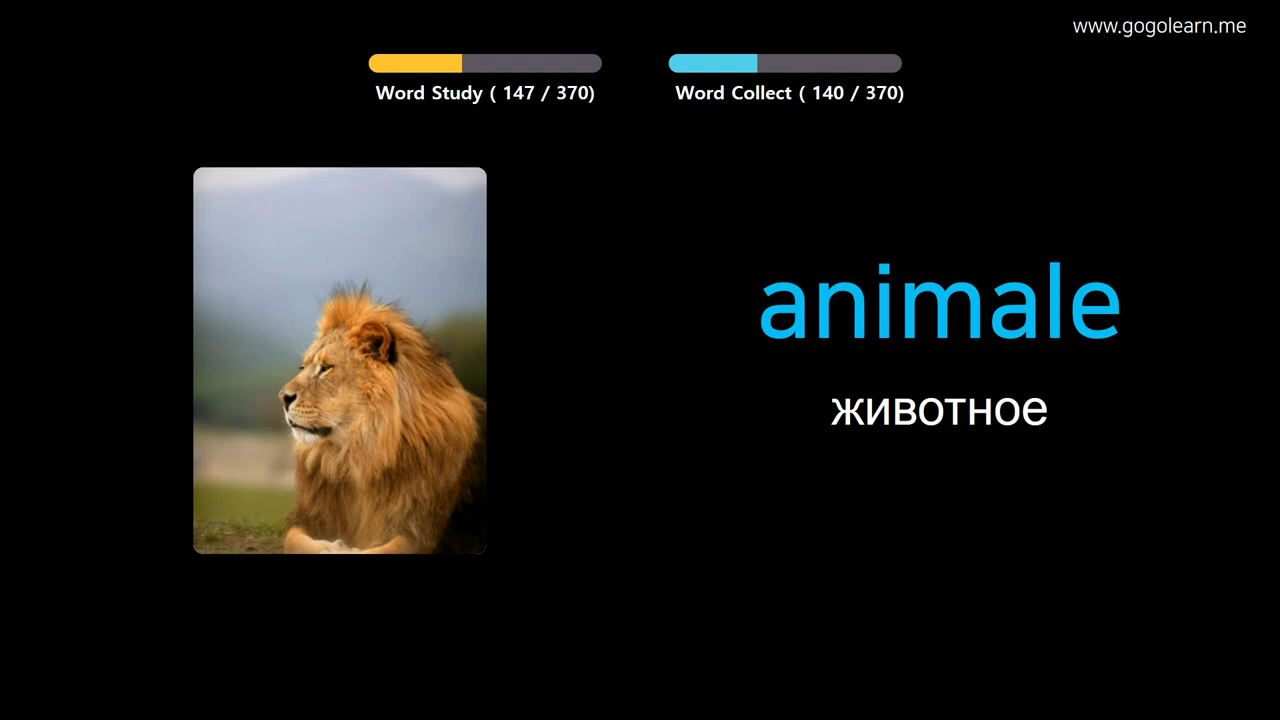 www.gogolearn.me
Word Study ( 147 / 370)
Word Collect ( 140 / 370)
animale
животное